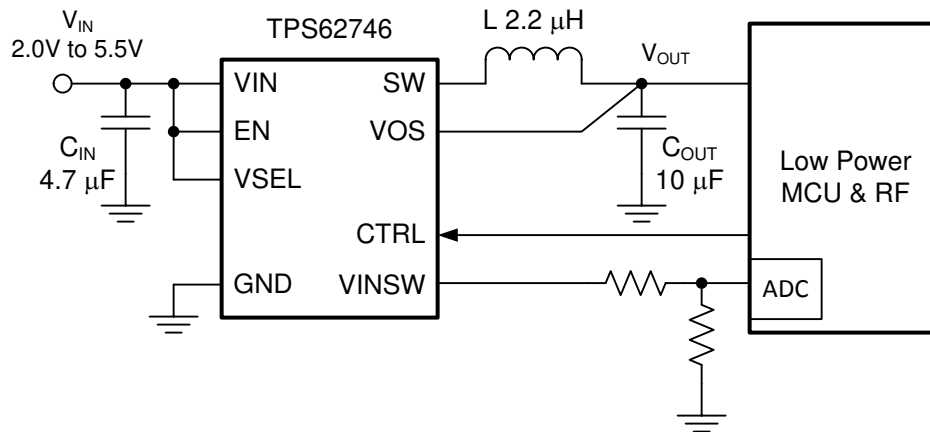 V_IN
2.0V to 5.5V
TPS62746
L 2.2 μH
V_OUT
VIN
SW
EN
VOS
C_IN
4.7 μF
VSEL
C_OUT
10 μF
Low Power
MCU & RF
CTRL
GND
VINSW
ADC